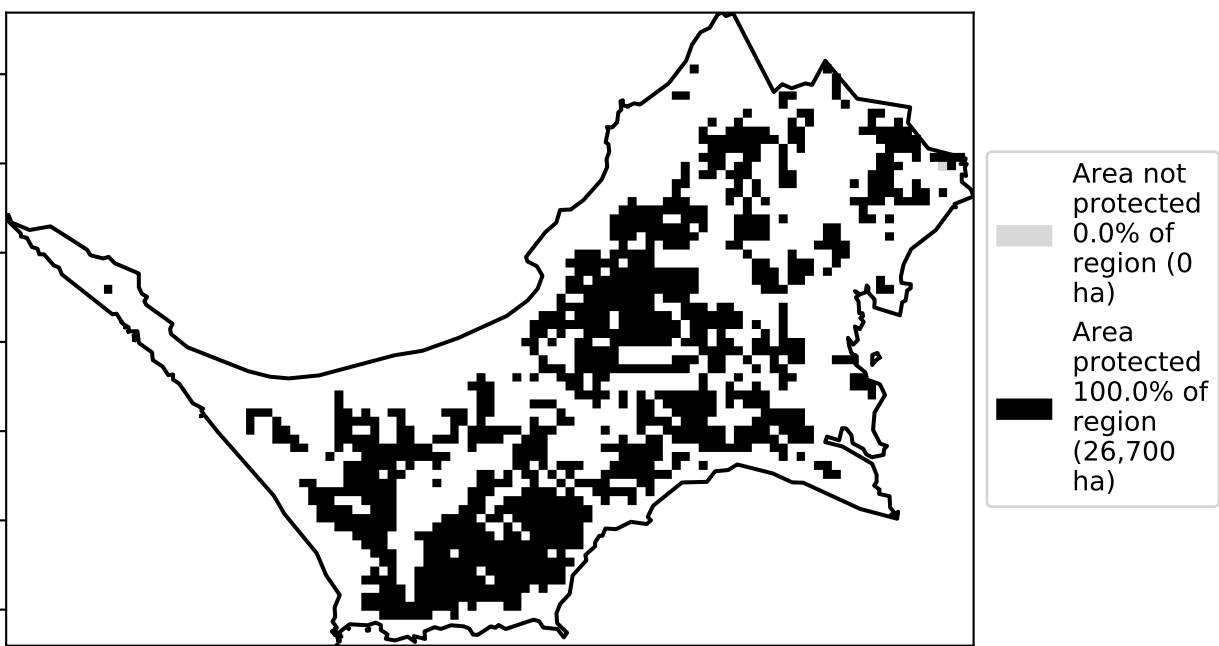 Area not
protected
0.0% of
region (0
ha)
Area
protected
100.0% of
region
(26,700
ha)